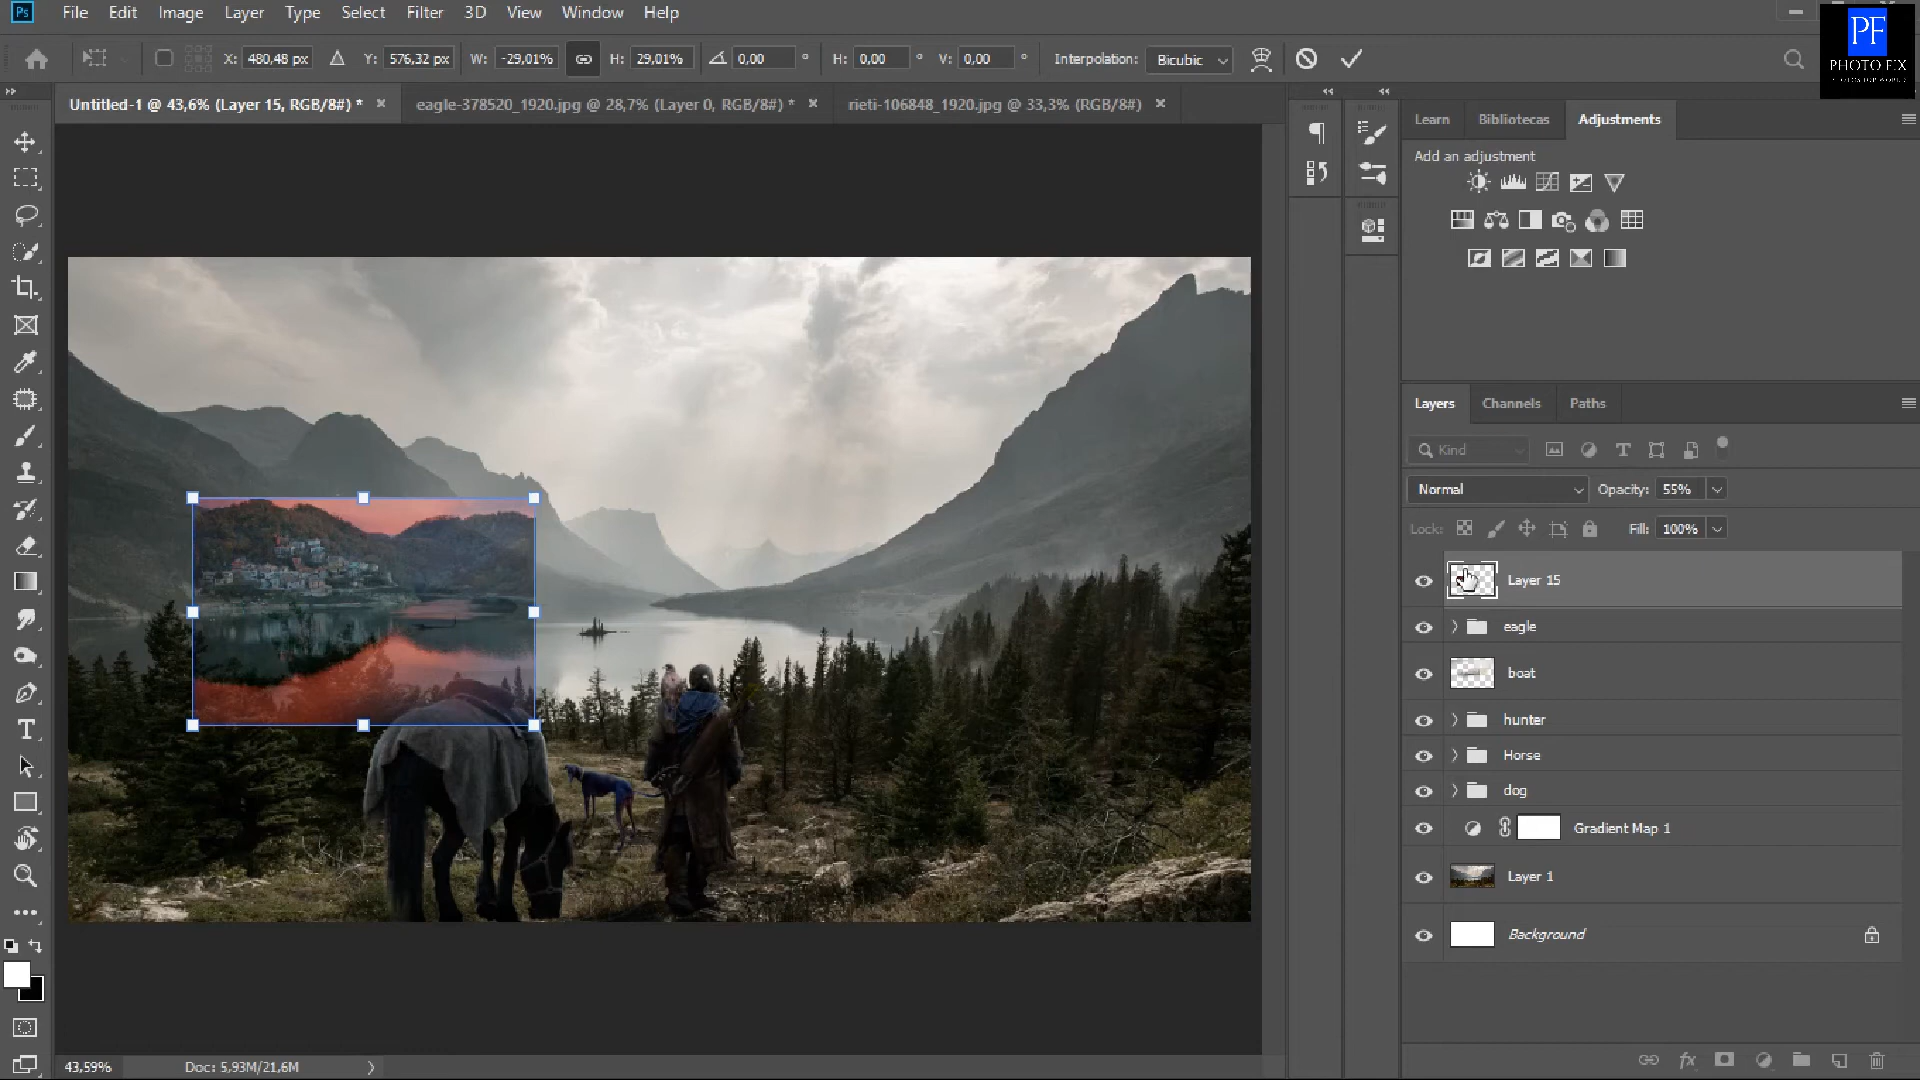 Ps File Edit Image Layer Type Select Filter 3D View Window Help
PF
PHOTO FIX
X: 480,48 px Y: 576,32 px W: -29,01% H: 29,01% 0,00 ° H: 0,00 ° V: 0,00 ° Interpolation: Bicubic
Untitled-1 @ 43,6% (Layer 15, RGB/8#) * × eagle-378520_1920.jpg @ 28,7% (Layer 0, RGB/8#) * × rieti-106848_1920.jpg @ 33,3% (RGB/8#) ×
Learn Bibliotecas Adjustments
Add an adjustment
Layers Channels Paths
Kind
Normal Opacity: 55%
Lock: Fill: 100%
Layer 15
eagle
boat
hunter
Horse
dog
Gradient Map 1
Layer 1
Background
43,59% Doc: 5,93M/21,6M